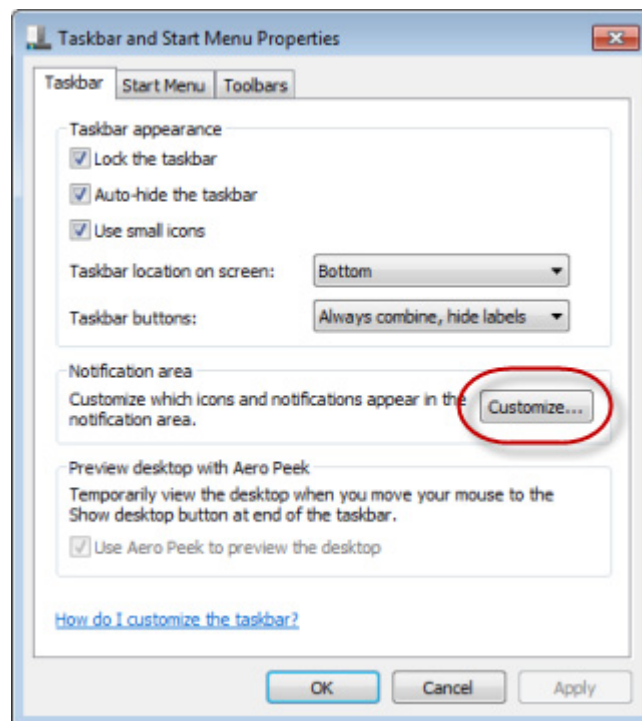 Taskbar and Start Menu Properties
Taskbar Start Menu Toolbars
Taskbar appearance
Lock the taskbar
Auto-hide the taskbar
Use small icons
Taskbar location on screen: Bottom
Taskbar buttons: Always combine, hide labels
Notification area
Customize which icons and notifications appear in the
notification area.
Customize...
Preview desktop with Aero Peek
Temporarily view the desktop when you move your mouse to the
Show desktop button at end of the taskbar.
Use Aero Peek to preview the desktop
How do I customize the taskbar?
OK Cancel Apply